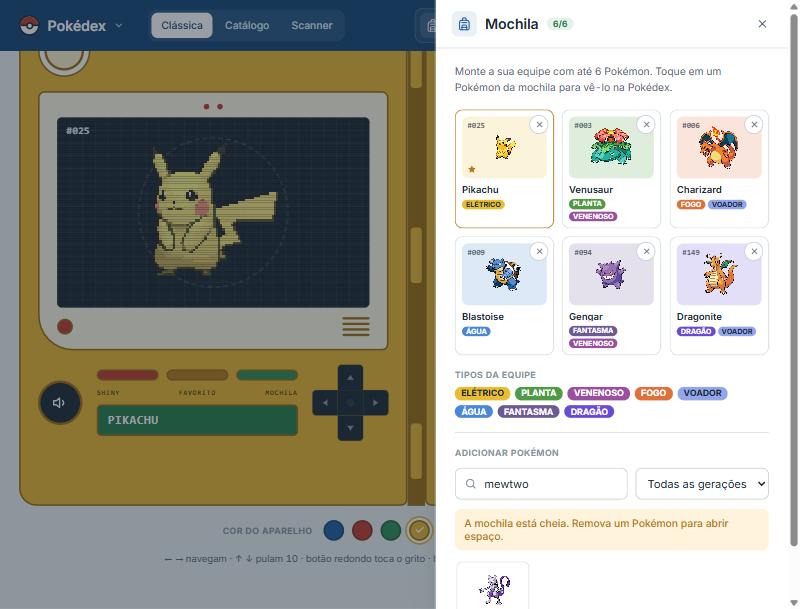 Pokédex
Clássica
Catálogo
Scanner
#025
SHINY
FAVORITO
MOCHILA
PIKACHU
COR DO APARELHO
←→ navegam · ↑↓ pulam 10 · botão redondo toca o grito ·
Mochila
6/6
Monte a sua equipe com até 6 Pokémon. Toque em um
Pokémon da mochila para vê-lo na Pokédex.
#025
Pikachu
ELÉTRICO
#003
Venusaur
PLANTA
VENENOSO
#006
Charizard
FOGO VOADOR
#009
Blastoise
ÁGUA
#094
Gengar
FANTASMA
VENENOSO
#149
Dragonite
DRAGÃO VOADOR
TIPOS DA EQUIPE
ELÉTRICO PLANTA VENENOSO FOGO VOADOR
ÁGUA FANTASMA DRAGÃO
ADICIONAR POKÉMON
mewtwo
Todas as gerações
A mochila está cheia. Remova um Pokémon para abrir
espaço.